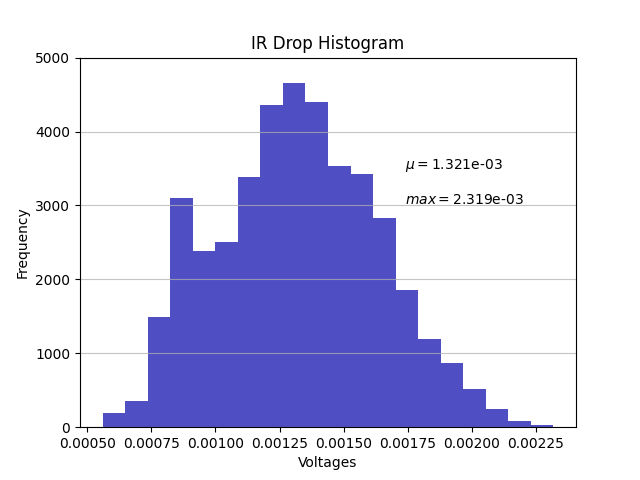 IR Drop Histogram
5000
4000
3000
2000
1000
0
Frequency
μ = 1.321e-03
max = 2.319e-03
0.00050 0.00075 0.00100 0.00125 0.00150 0.00175 0.00200 0.00225
Voltages